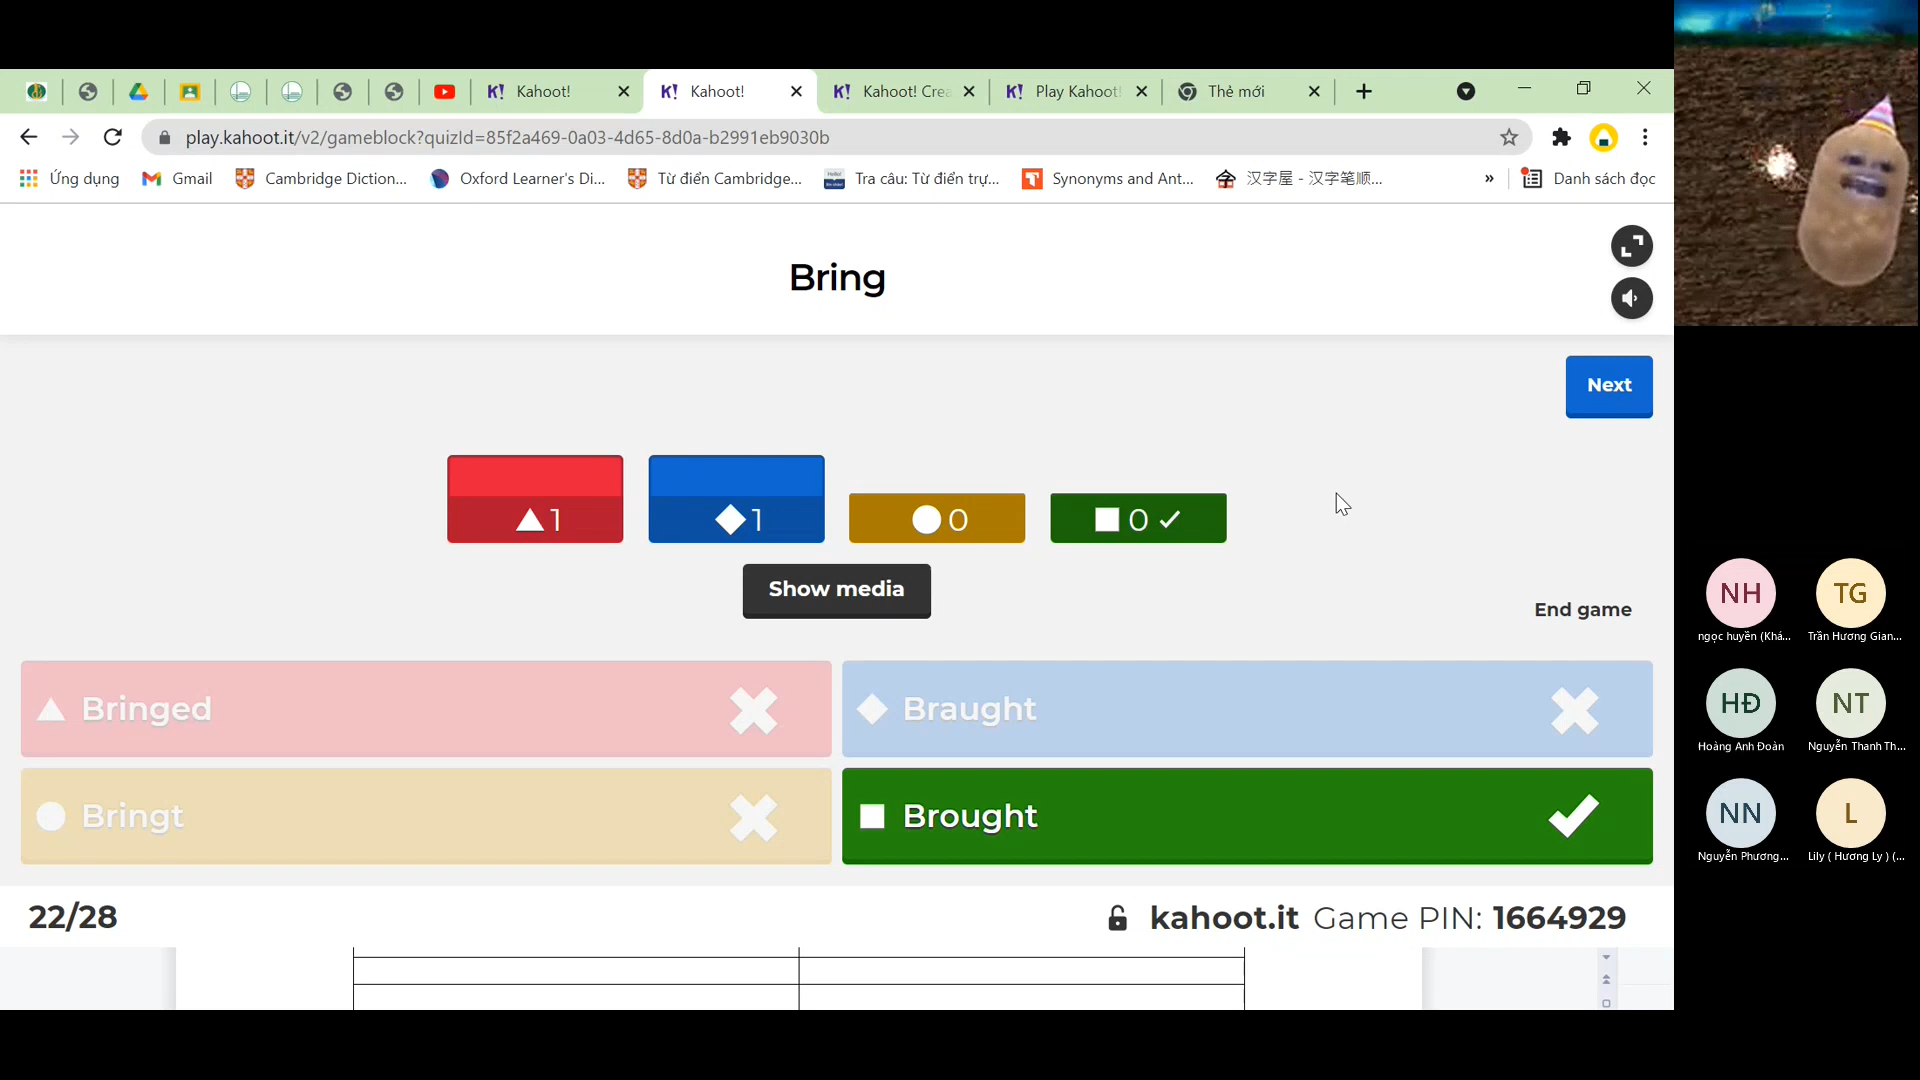 Kahoot!
Kahoot!
Kahoot! Crea
Play Kahoot!
Thẻ mới
play.kahoot.it/v2/gameblock?quizId=85f2a469-0a03-4d65-8d0a-b2991eb9030b
Ứng dụng
Gmail
Cambridge Diction...
Oxford Learner's Di...
Từ điển Cambridge...
Tra câu: Từ điển trự...
Synonyms and Ant...
汉字屋 - 汉字笔顺...
»
Danh sách đọc
Bring
Next
1
1
0
0
Show media
End game
Bringed
Braught
Bringt
Brought
22/28
kahoot.it Game PIN: 1664929
NH
TG
ngọc huyền (Khá...
Trần Hương Gian...
HĐ
NT
Hoàng Anh Đoàn
Nguyễn Thanh Th...
NN
L
Nguyễn Phương...
Lily ( Hương Ly ) (...